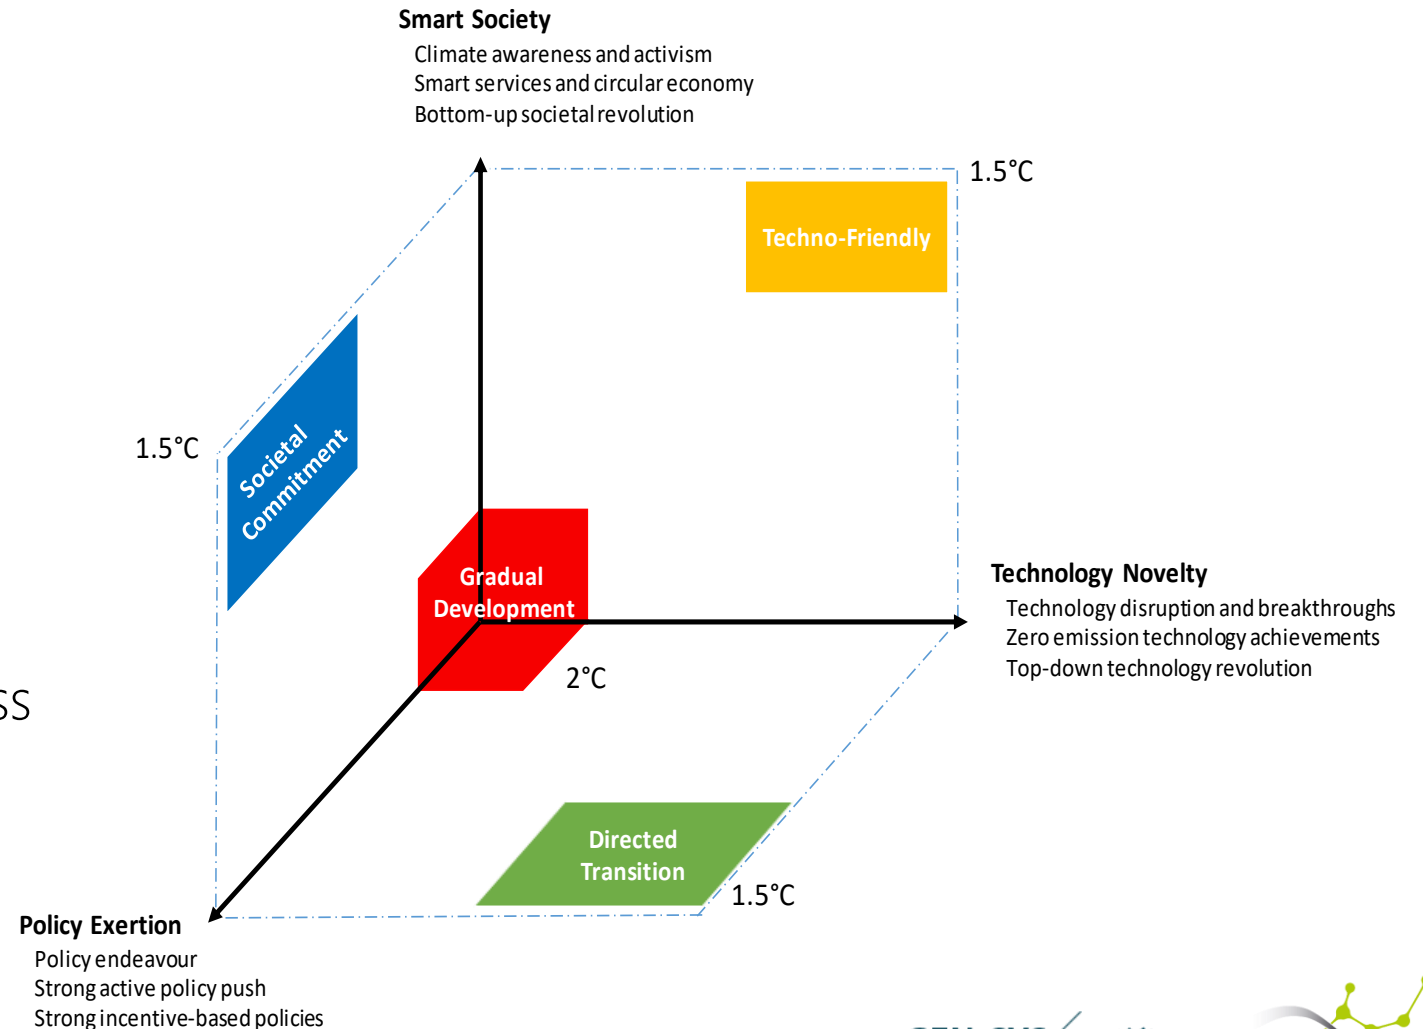 Smart Society
Climate awareness and activism
Smart services and circular economy
Bottom-up societal revolution
1.5°C
Techno-Friendly
1.5°C
Societal
Commitment
Gradual
Development
Technology Novelty
Technology disruption and breakthroughs
Zero emission technology achievements
Top-down technology revolution
2°C
ss
Directed
Transition
1.5°C
Policy Exertion
Policy endeavour
Strong active policy push
Strong incentive-based policies